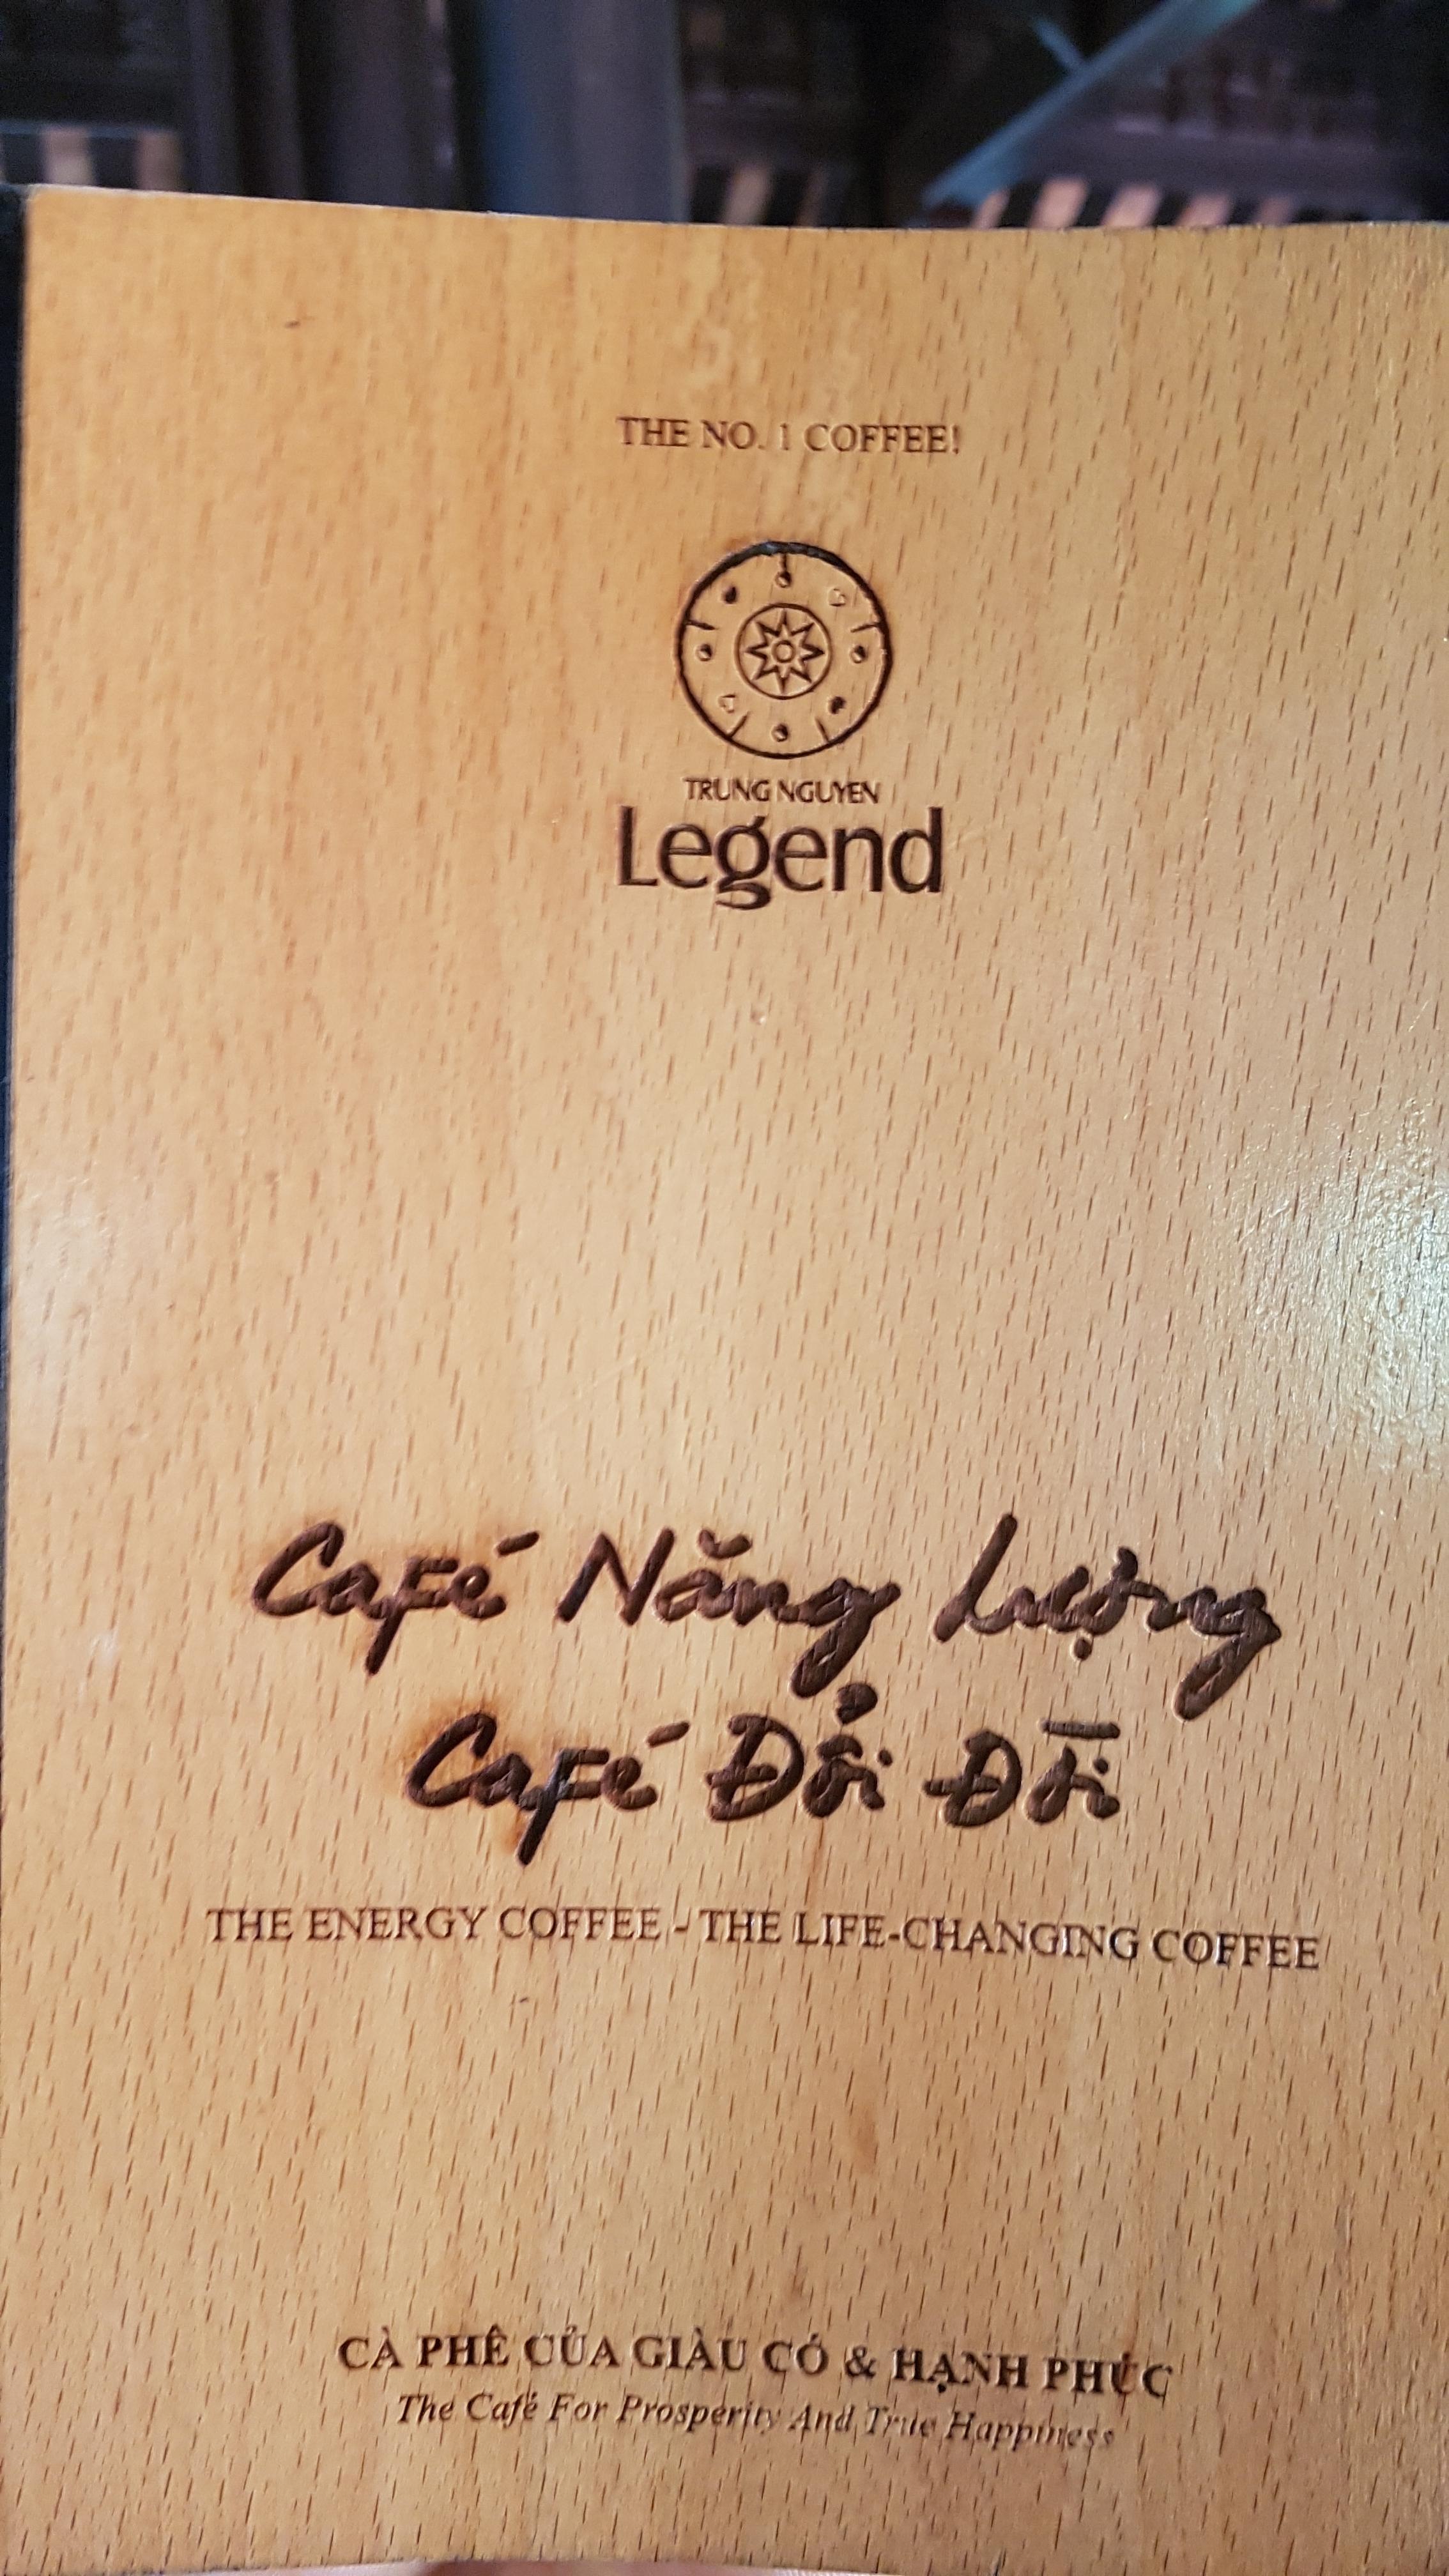 THE NO. 1 COFFEE!
TRUNG NGUYEN
Legend
Café Năng Lượng
Café Đổi Đời
THE ENERGY COFFEE - THE LIFE-CHANGING COFFEE
CÀ PHÊ CỦA GIÀU CÓ & HẠNH PHÚC
The Café For Prosperity And True Happiness